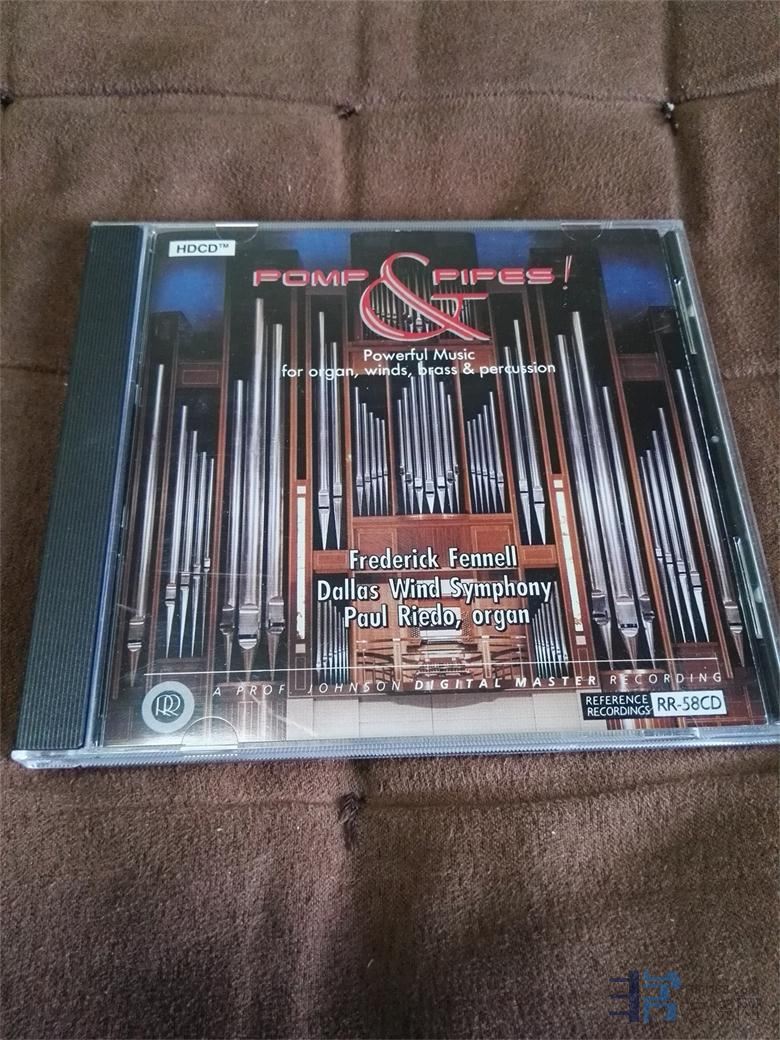 HDCD™
POMP & PIPES!
Powerful Music
for organ, winds, brass & percussion
Frederick Fennell
Dallas Wind Symphony
Paul Riedo, organ
A PROF. JOHNSON DIGITAL MASTER RECORDING
RR
REFERENCE
RECORDINGS
RR-58CD